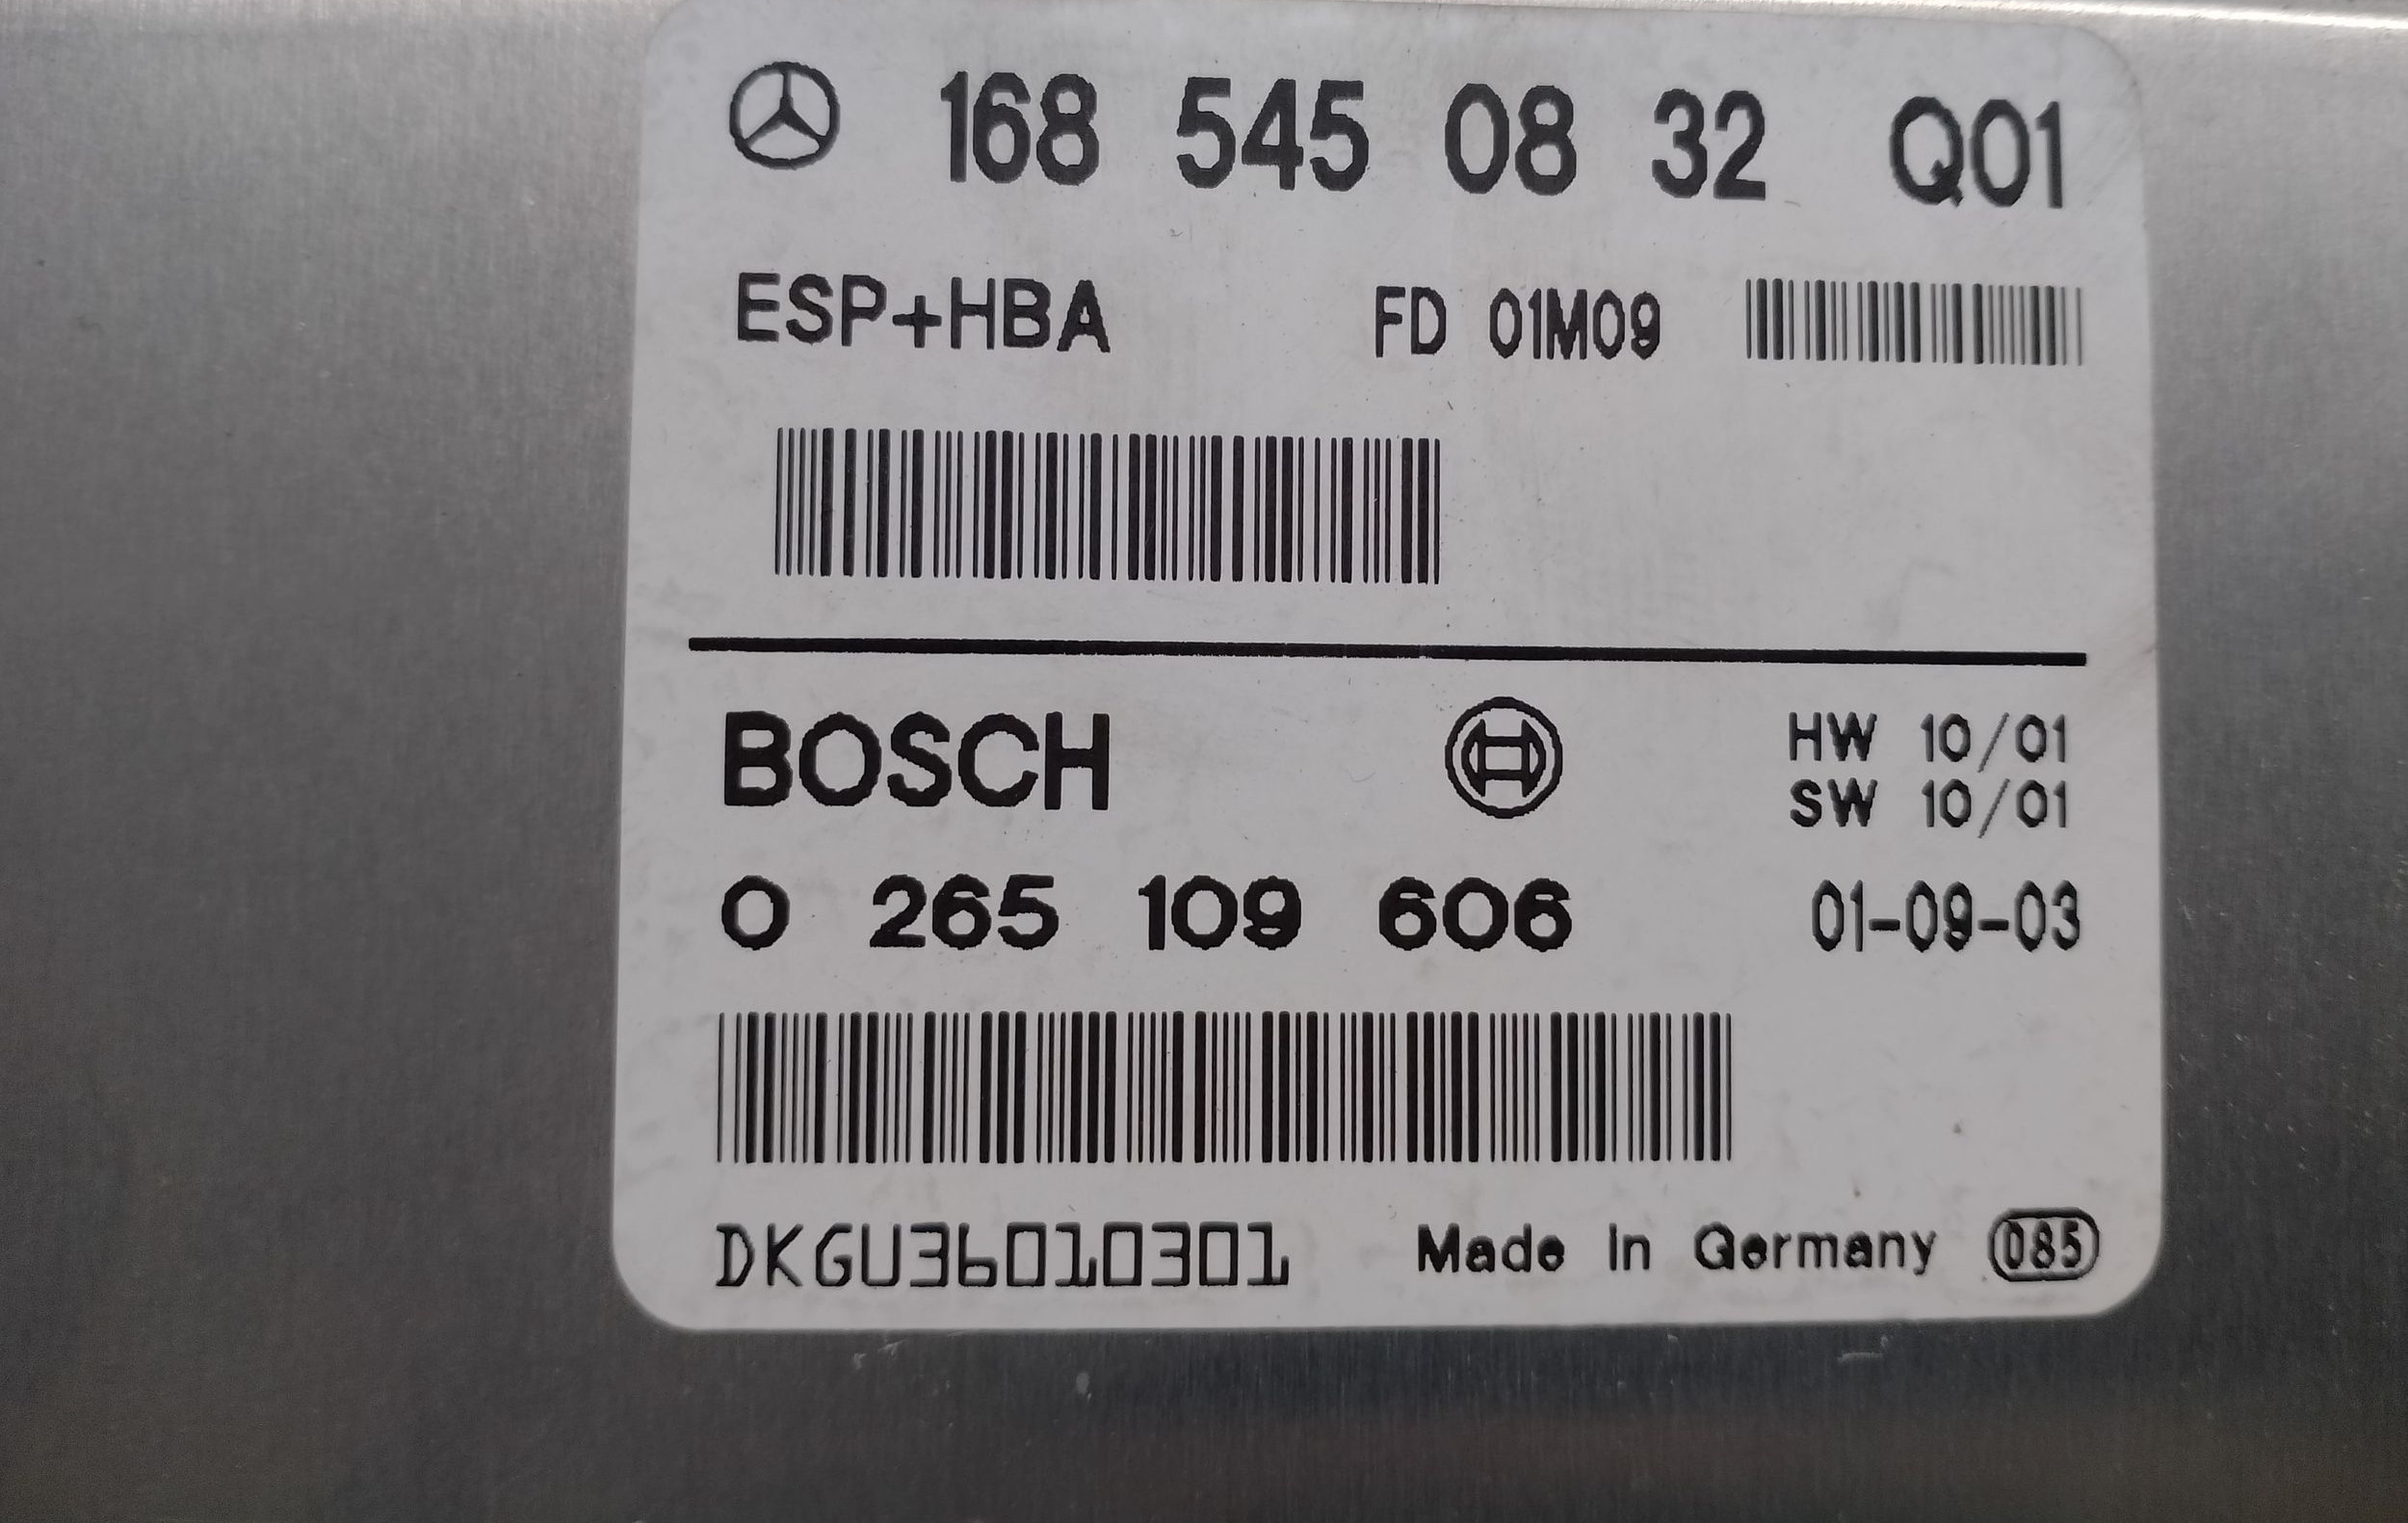 168 545 08 32 Q01
ESP+HBA FD 01M09
BOSCH HW 10/01
SW 10/01
0 265 109 606 01-09-03
DKGU36010301 Made in Germany 085